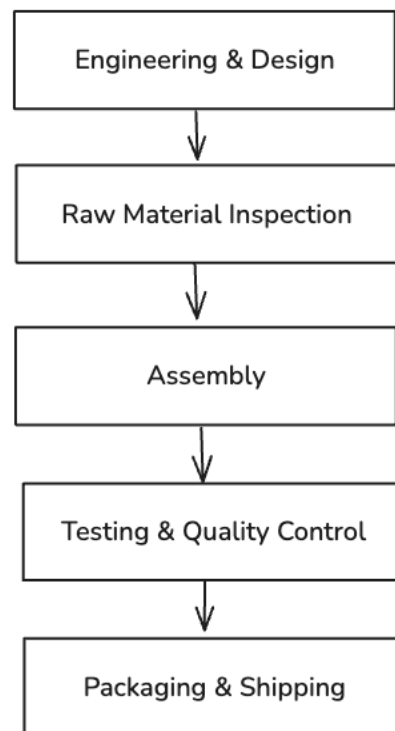 Engineering & Design
Raw Material Inspection
Assembly
Testing & Quality Control
Packaging & Shipping